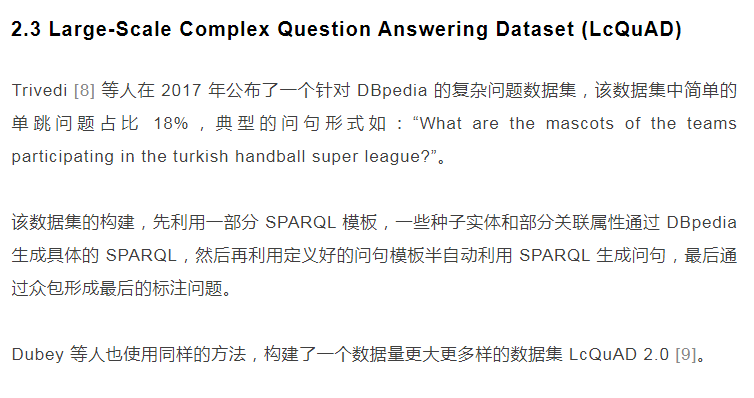 2.3 Large-Scale Complex Question Answering Dataset (LcQuAD)
Trivedi [8] 等人在 2017 年公布了一个针对 DBpedia 的复杂问题数据集，该数据集中简单的
单跳问题占比 18%，典型的问句形式如：“What are the mascots of the teams
participating in the turkish handball super league?”。
该数据集的构建，先利用一部分 SPARQL 模板，一些种子实体和部分关联属性通过 DBpedia
生成具体的 SPARQL，然后再利用定义好的问句模板半自动利用 SPARQL 生成问句，最后通
过众包形成最后的标注问题。
Dubey 等人也使用同样的方法，构建了一个数据量更大更多样的数据集 LcQuAD 2.0 [9]。